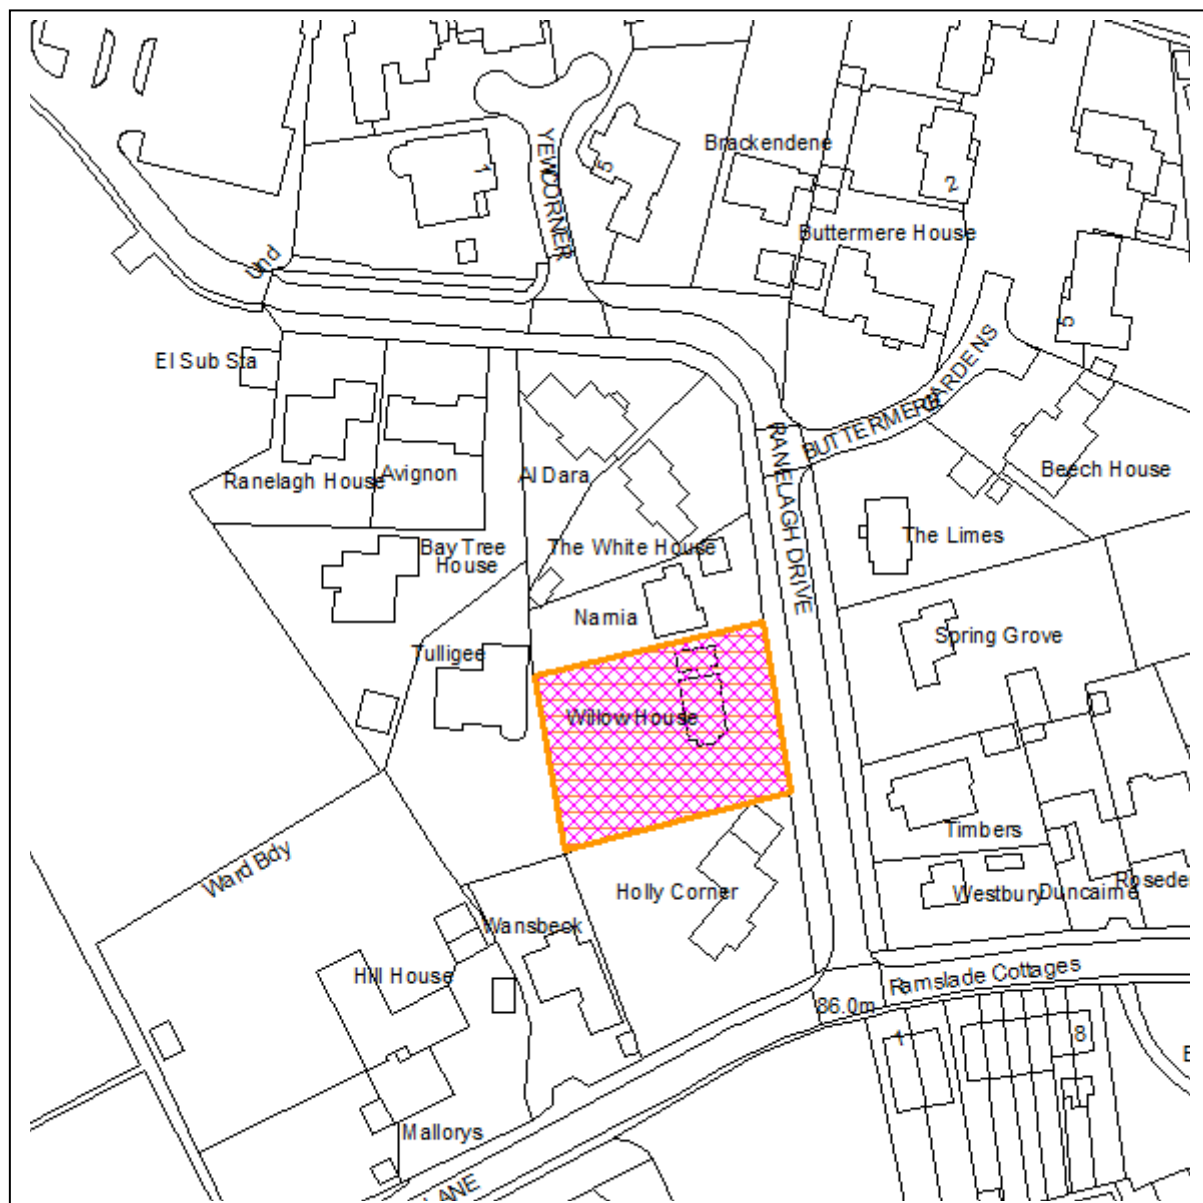 Brackendene
YEW CORNER
1
5
2
Buttermere House
Und
5
El Sub Sta
BUTTERMERE GARDENS
RANELAGH DRIVE
Ranelagh House
Avignon
Al Dara
Beech House
Bay Tree
House
The White House
The Limes
Narnia
Spring Grove
Tulligee
Willow House
Timbers
Ward Bdy
Holly Corner
Westbury
Duncairne
Rosede
Wansbeck
Hill House
Ramslade Cottages
86.0m
1
8
E
Mallorys
LANE